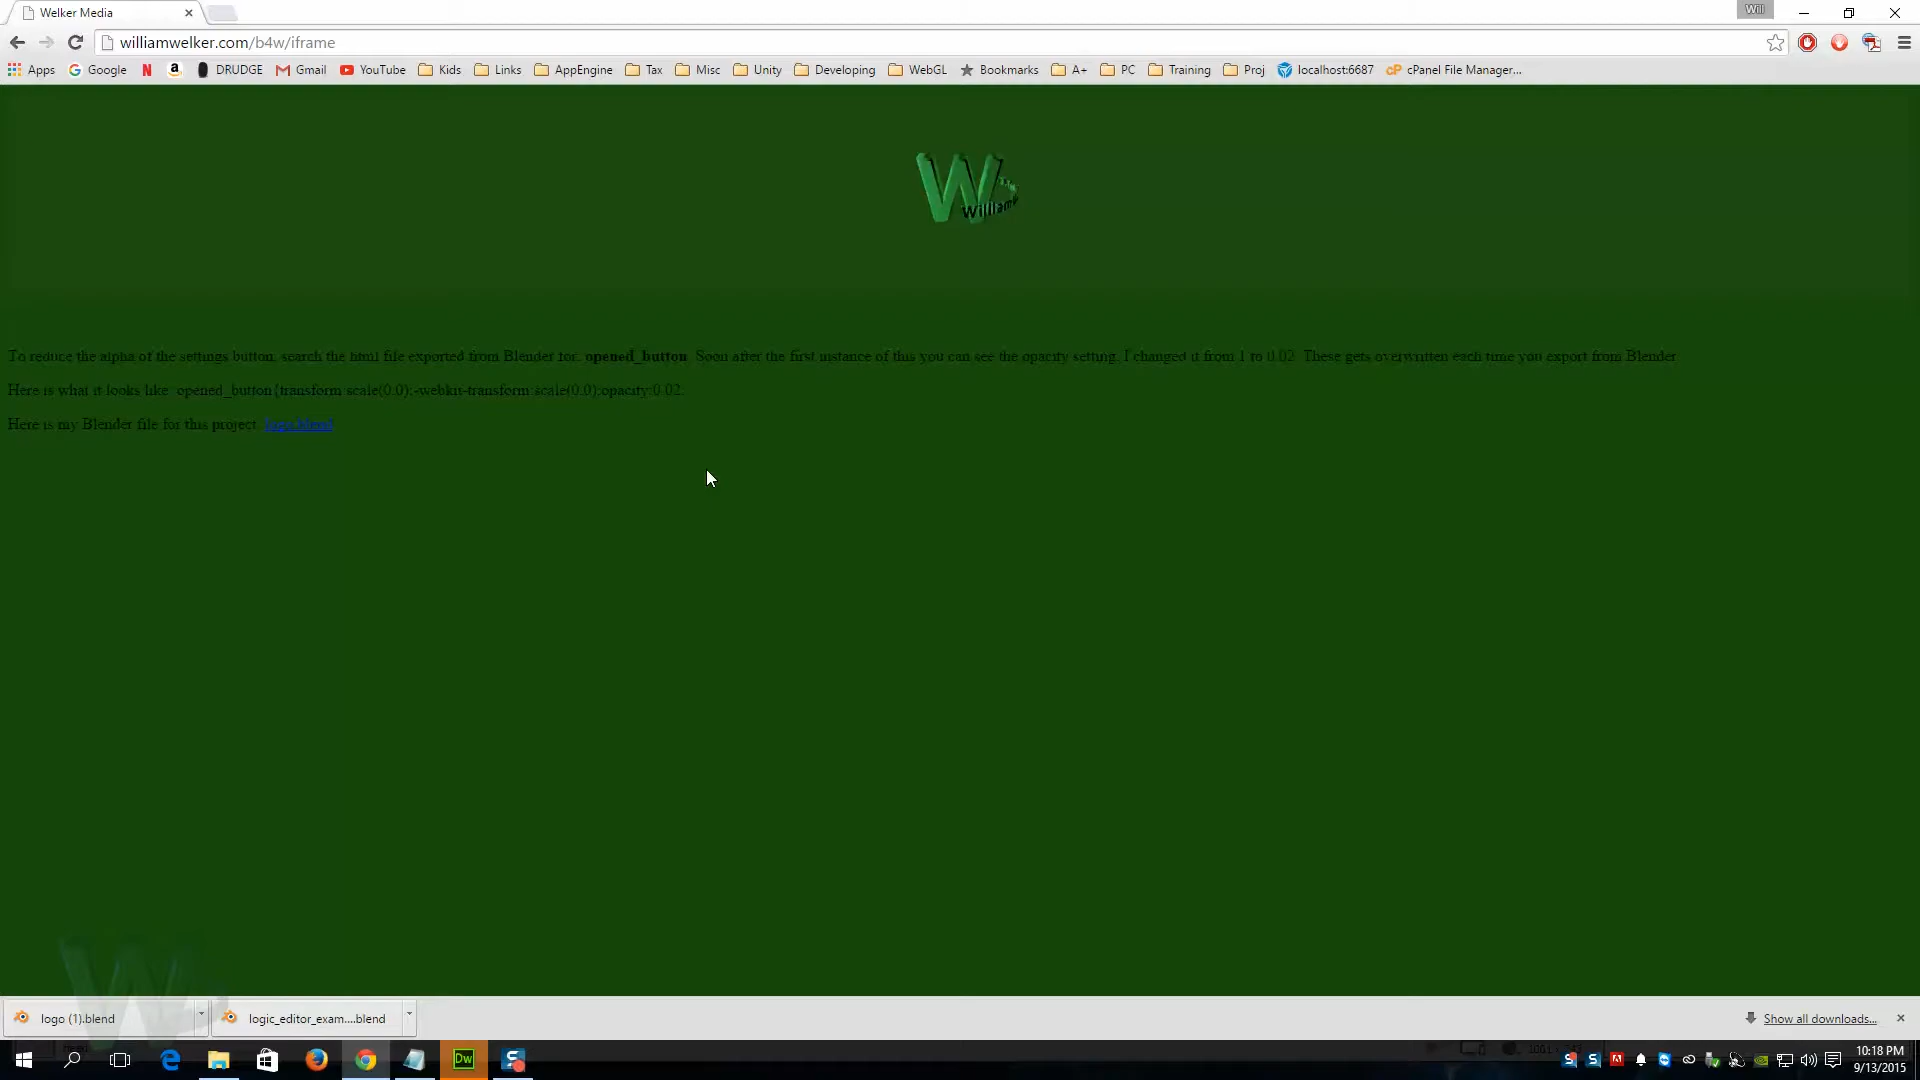 Welker Media
Will
williamwelker.com/b4w/iframe
Apps Google DRUDGE Gmail YouTube Kids Links AppEngine Tax Misc Unity Developing WebGL Bookmarks A+ PC Training Proj localhost:6687 cPanel File Manager...
W
William
To reduce the alpha of the settings button, search the html file exported from Blender for: opened_button. Soon after the first instance of this you can see the opacity setting. I changed it from 1 to 0.02. These gets overwritten each time you export from Blender.
Here is what it looks like: opened_button{transform:scale(0.0);-webkit-transform:scale(0.0);opacity:0.02;
Here is my Blender file for this project. logo.blend
W
logo (1).blend logic_editor_exam....blend Show all downloads...
Dw
10:18 PM
9/13/2015